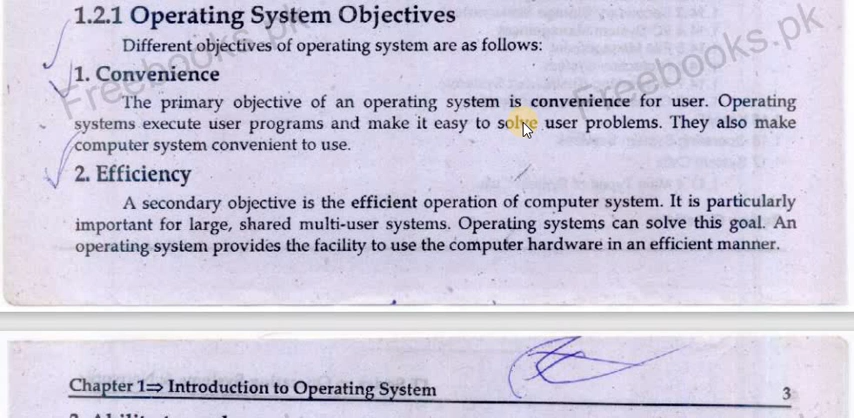 1.2.1 Operating System Objectives
Different objectives of operating system are as follows:
1. Convenience
The primary objective of an operating system is convenience for user. Operating
systems execute user programs and make it easy to solve user problems. They also make
computer system convenient to use.
2. Efficiency
A secondary objective is the efficient operation of computer system. It is particularly
important for large, shared multi-user systems. Operating systems can solve this goal. An
operating system provides the facility to use the computer hardware in an efficient manner.
Freebooks.pk
Freebooks.pk
Chapter 1⇒ Introduction to Operating System 3